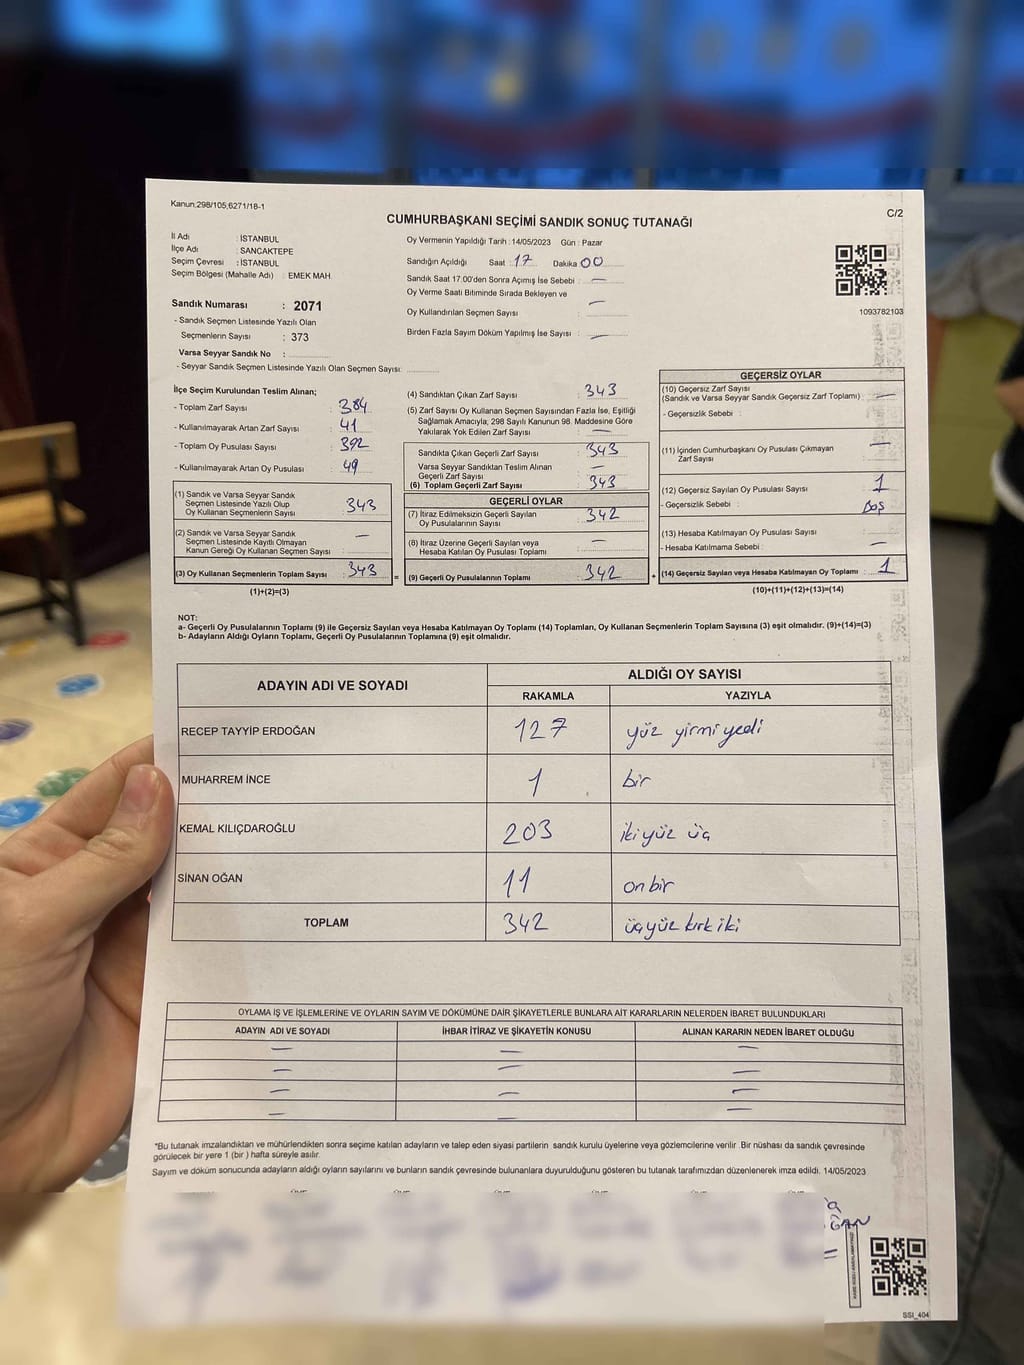 Kanun,298/105,6271/18-1
C/2
CUMHURBAŞKANI SEÇİMİ SANDIK SONUÇ TUTANAĞI
İl Adı : İSTANBUL
İlçe Adı : SANCAKTEPE
Seçim Çevresi : İSTANBUL
Seçim Bölgesi (Mahalle Adı) : EMEK MAH.
Sandık Numarası : 2071
- Sandık Seçmen Listesinde Yazılı Olan
Seçmenlerin Sayısı : 373
Varsa Seyyar Sandık No :
- Seyyar Sandık Seçmen Listesinde Yazılı Olan Seçmen Sayısı:
Oy Vermenin Yapıldığı Tarih : 14/05/2023 Gün : Pazar
Sandığın Açıldığı Saat : 17 Dakika 00
Sandık Saat 17:00'den Sonra Açımış İse Sebebi : —
Oy Verme Saati Bitiminde Sırada Bekleyen ve
Oy Kullandırılan Seçmen Sayısı : —
Birden Fazla Sayım Döküm Yapılmış İse Sayısı : —
1093782103
İlçe Seçim Kurulundan Teslim Alınan;
- Toplam Zarf Sayısı : 384
- Kullanılmayarak Artan Zarf Sayısı : 41
- Toplam Oy Pusulası Sayısı : 392
- Kullanılmayarak Artan Oy Pusulası : 49
(1) Sandık ve Varsa Seyyar Sandık
Seçmen Listesinde Yazılı Olup
Oy Kullanan Seçmenlerin Sayısı : 343
(2) Sandık ve Varsa Seyyar Sandık
Seçmen Listesinde Kayıtlı Olmayan
Kanun Gereği Oy Kullanan Seçmen Sayısı : —
(3) Oy Kullanan Seçmenlerin Toplam Sayısı : 343
(1)+(2)=(3)
(4) Sandıktan Çıkan Zarf Sayısı : 343
(5) Zarf Sayısı Oy Kullanan Seçmen Sayısından Fazla İse, Eşitliği
Sağlamak Amacıyla; 298 Sayılı Kanunun 98. Maddesine Göre
Yakılarak Yok Edilen Zarf Sayısı : —
Sandıkta Çıkan Geçerli Zarf Sayısı : 343
Varsa Seyyar Sandıktan Teslim Alınan
Geçerli Zarf Sayısı : —
(6) Toplam Geçerli Zarf Sayısı : 343
GEÇERLİ OYLAR
(7) İtiraz Edilmeksizin Geçerli Sayılan
Oy Pusulalarının Sayısı : 342
(8) İtiraz Üzerine Geçerli Sayılan veya
Hesaba Katılan Oy Pusulası Toplamı : —
= (9) Geçerli Oy Pusulalarının Toplamı : 342 +
GEÇERSİZ OYLAR
(10) Geçersiz Zarf Sayısı
(Sandık ve Varsa Seyyar Sandık Geçersiz Zarf Toplamı) : —
- Geçersizlik Sebebi :
(11) İçinden Cumhurbaşkanı Oy Pusulası Çıkmayan
Zarf Sayısı : —
(12) Geçersiz Sayılan Oy Pusulası Sayısı : 1
- Geçersizlik Sebebi : Boş
(13) Hesaba Katılmayan Oy Pusulası Sayısı :
- Hesaba Katılmama Sebebi : —
(14) Geçersiz Sayılan veya Hesaba Katılmayan Oy Toplamı : 1
(10)+(11)+(12)+(13)=(14)
NOT:
a- Geçerli Oy Pusulalarının Toplamı (9) ile Geçersiz Sayılan veya Hesaba Katılmayan Oy Toplamı (14) Toplamları, Oy Kullanan Seçmenlerin Toplam Sayısına (3) eşit olmalıdır. (9)+(14)=(3)
b- Adayların Aldığı Oyların Toplamı, Geçerli Oy Pusulalarının Toplamına (9) eşit olmalıdır.
ADAYIN ADI VE SOYADI
ALDIĞI OY SAYISI
RAKAMLA YAZIYLA
RECEP TAYYİP ERDOĞAN 127 yüz yirmi yedi
MUHARREM İNCE 1 bir
KEMAL KILIÇDAROĞLU 203 iki yüz üç
SİNAN OĞAN 11 on bir
TOPLAM 342 üç yüz kırk iki
OYLAMA İŞ VE İŞLEMLERİNE VE OYLARIN SAYIM VE DÖKÜMÜNE DAİR ŞİKAYETLERLE BUNLARA AİT KARARLARIN NELERDEN İBARET BULUNDUKLARI
ADAYIN ADI VE SOYADI İHBAR İTİRAZ VE ŞİKAYETİN KONUSU ALINAN KARARIN NEDEN İBARET OLDUĞU
— — —
— — —
— — —
— — —
*Bu tutanak imzalandıktan ve mühürlendikten sonra seçime katılan adayların ve talep eden siyasi partilerin sandık kurulu üyelerine veya gözlemcilerine verilir. Bir nüshası da sandık çevresinde
görülecek bir yere 1 (bir ) hafta süreyle asılır.
Sayım ve döküm sonucunda adayların aldığı oyların sayılarını ve bunların sandık çevresinde bulunanlara duyurulduğunu gösteren bu tutanak tarafımızdan düzenlenerek imza edildi. 14/05/2023
SSI_404